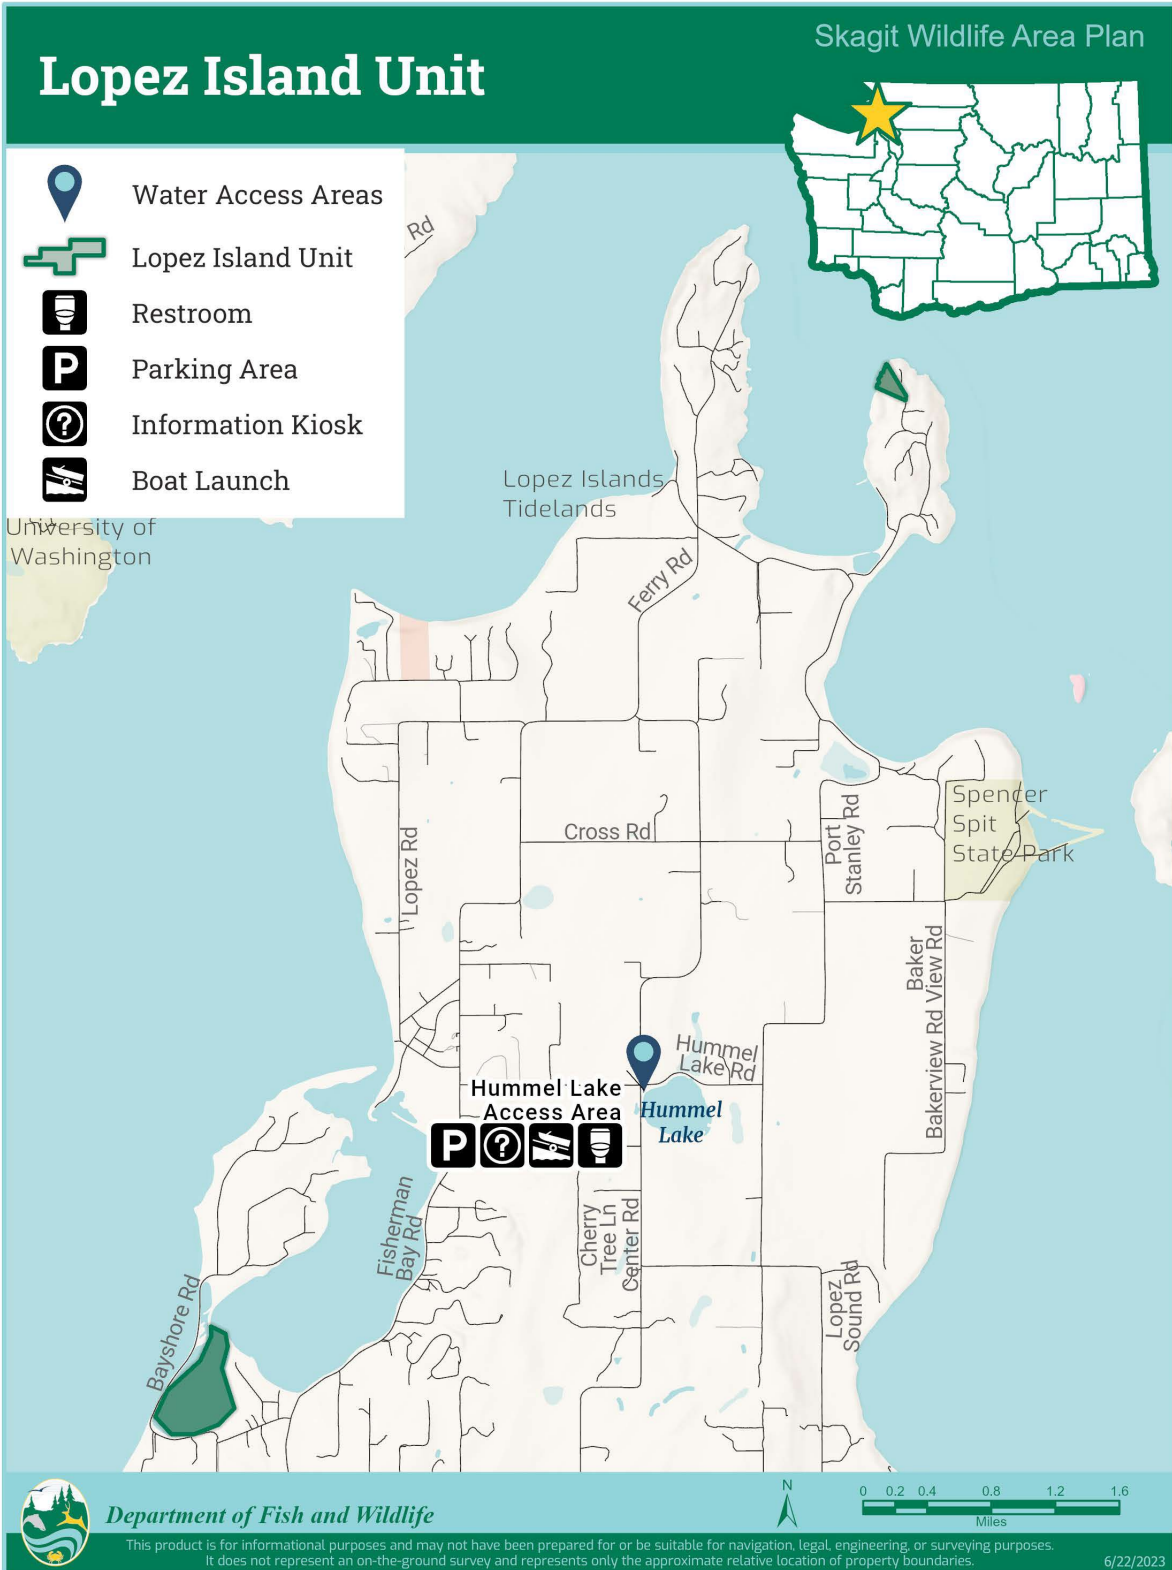 Skagit Wildlife Area Plan
Lopez Island Unit
Water Access Areas
Lopez Island Unit
Restroom
P
Parking Area
?
Information Kiosk
Boat Launch
Rd
Lopez Islands
Tidelands
University of
Washington
Ferry Rd
Spencer
Spit
State Park
Cross Rd
Port
Stanley Rd
Lopez Rd
Baker
View Rd
Bakerview Rd
Hummel
Lake Rd
Hummel Lake
Access Area
P
?
Hummel
Lake
Fisherman
Bay Rd
Cherry
Tree Ln
Center Rd
Lopez
Sound Rd
Bayshore Rd
Department of Fish and Wildlife
N
0 0.2 0.4 0.8 1.2 1.6
Miles
This product is for informational purposes and may not have been prepared for or be suitable for navigation, legal, engineering, or surveying purposes.
It does not represent an on-the-ground survey and represents only the approximate relative location of property boundaries.
6/22/2023